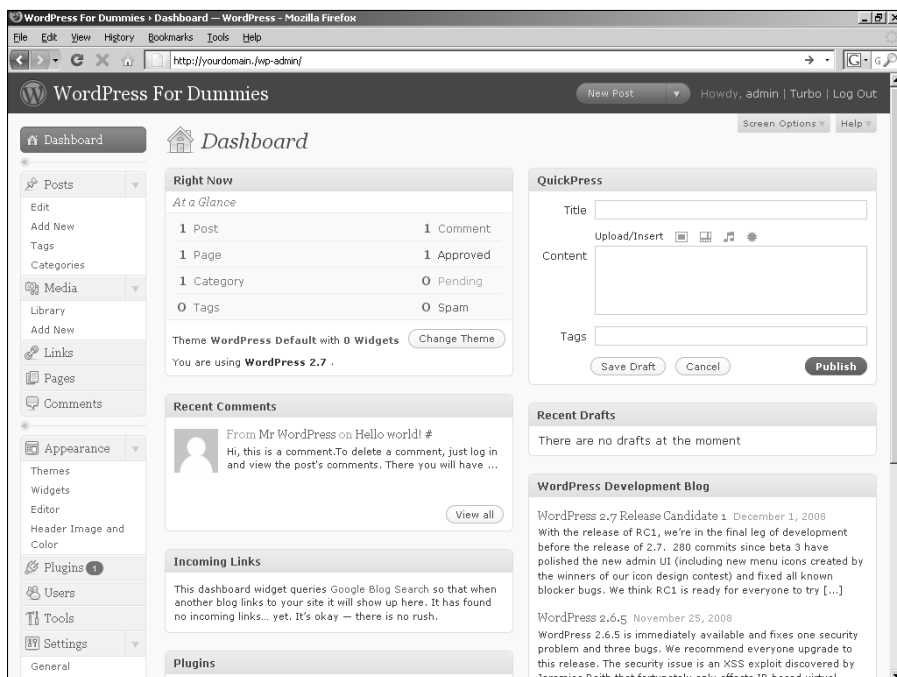 WordPress For Dummies › Dashboard — WordPress - Mozilla Firefox
File Edit View History Bookmarks Tools Help
http://yourdomain./wp-admin/
G
WordPress For Dummies
New Post
Howdy, admin | Turbo | Log Out
Screen Options
Help
Dashboard
Posts
Edit
Add New
Tags
Categories
Media
Library
Add New
Links
Pages
Comments
Appearance
Themes
Widgets
Editor
Header Image and
Color
Plugins 1
Users
Tools
Settings
General
Dashboard
Right Now
At a Glance
1 Post 1 Comment
1 Page 1 Approved
1 Category 0 Pending
0 Tags 0 Spam
Theme WordPress Default with 0 Widgets Change Theme
You are using WordPress 2.7 .
Recent Comments
From Mr WordPress on Hello world! #
Hi, this is a comment.To delete a comment, just log in
and view the post's comments. There you will have ...
View all
Incoming Links
This dashboard widget queries Google Blog Search so that when
another blog links to your site it will show up here. It has found
no incoming links... yet. It's okay — there is no rush.
Plugins
QuickPress
Title
Upload/Insert
Content
Tags
Save Draft Cancel Publish
Recent Drafts
There are no drafts at the moment
WordPress Development Blog
WordPress 2.7 Release Candidate 1 December 1, 2008
With the release of RC1, we're in the final leg of development
before the release of 2.7. 280 commits since beta 3 have
polished the new admin UI (including new menu icons created by
the winners of our icon design contest) and fixed all known
blocker bugs. We think RC1 is ready for everyone to try [...]
WordPress 2.6.5 November 25, 2008
WordPress 2.6.5 is immediately available and fixes one security
problem and three bugs. We recommend everyone upgrade to
this release. The security issue is an XSS exploit discovered by